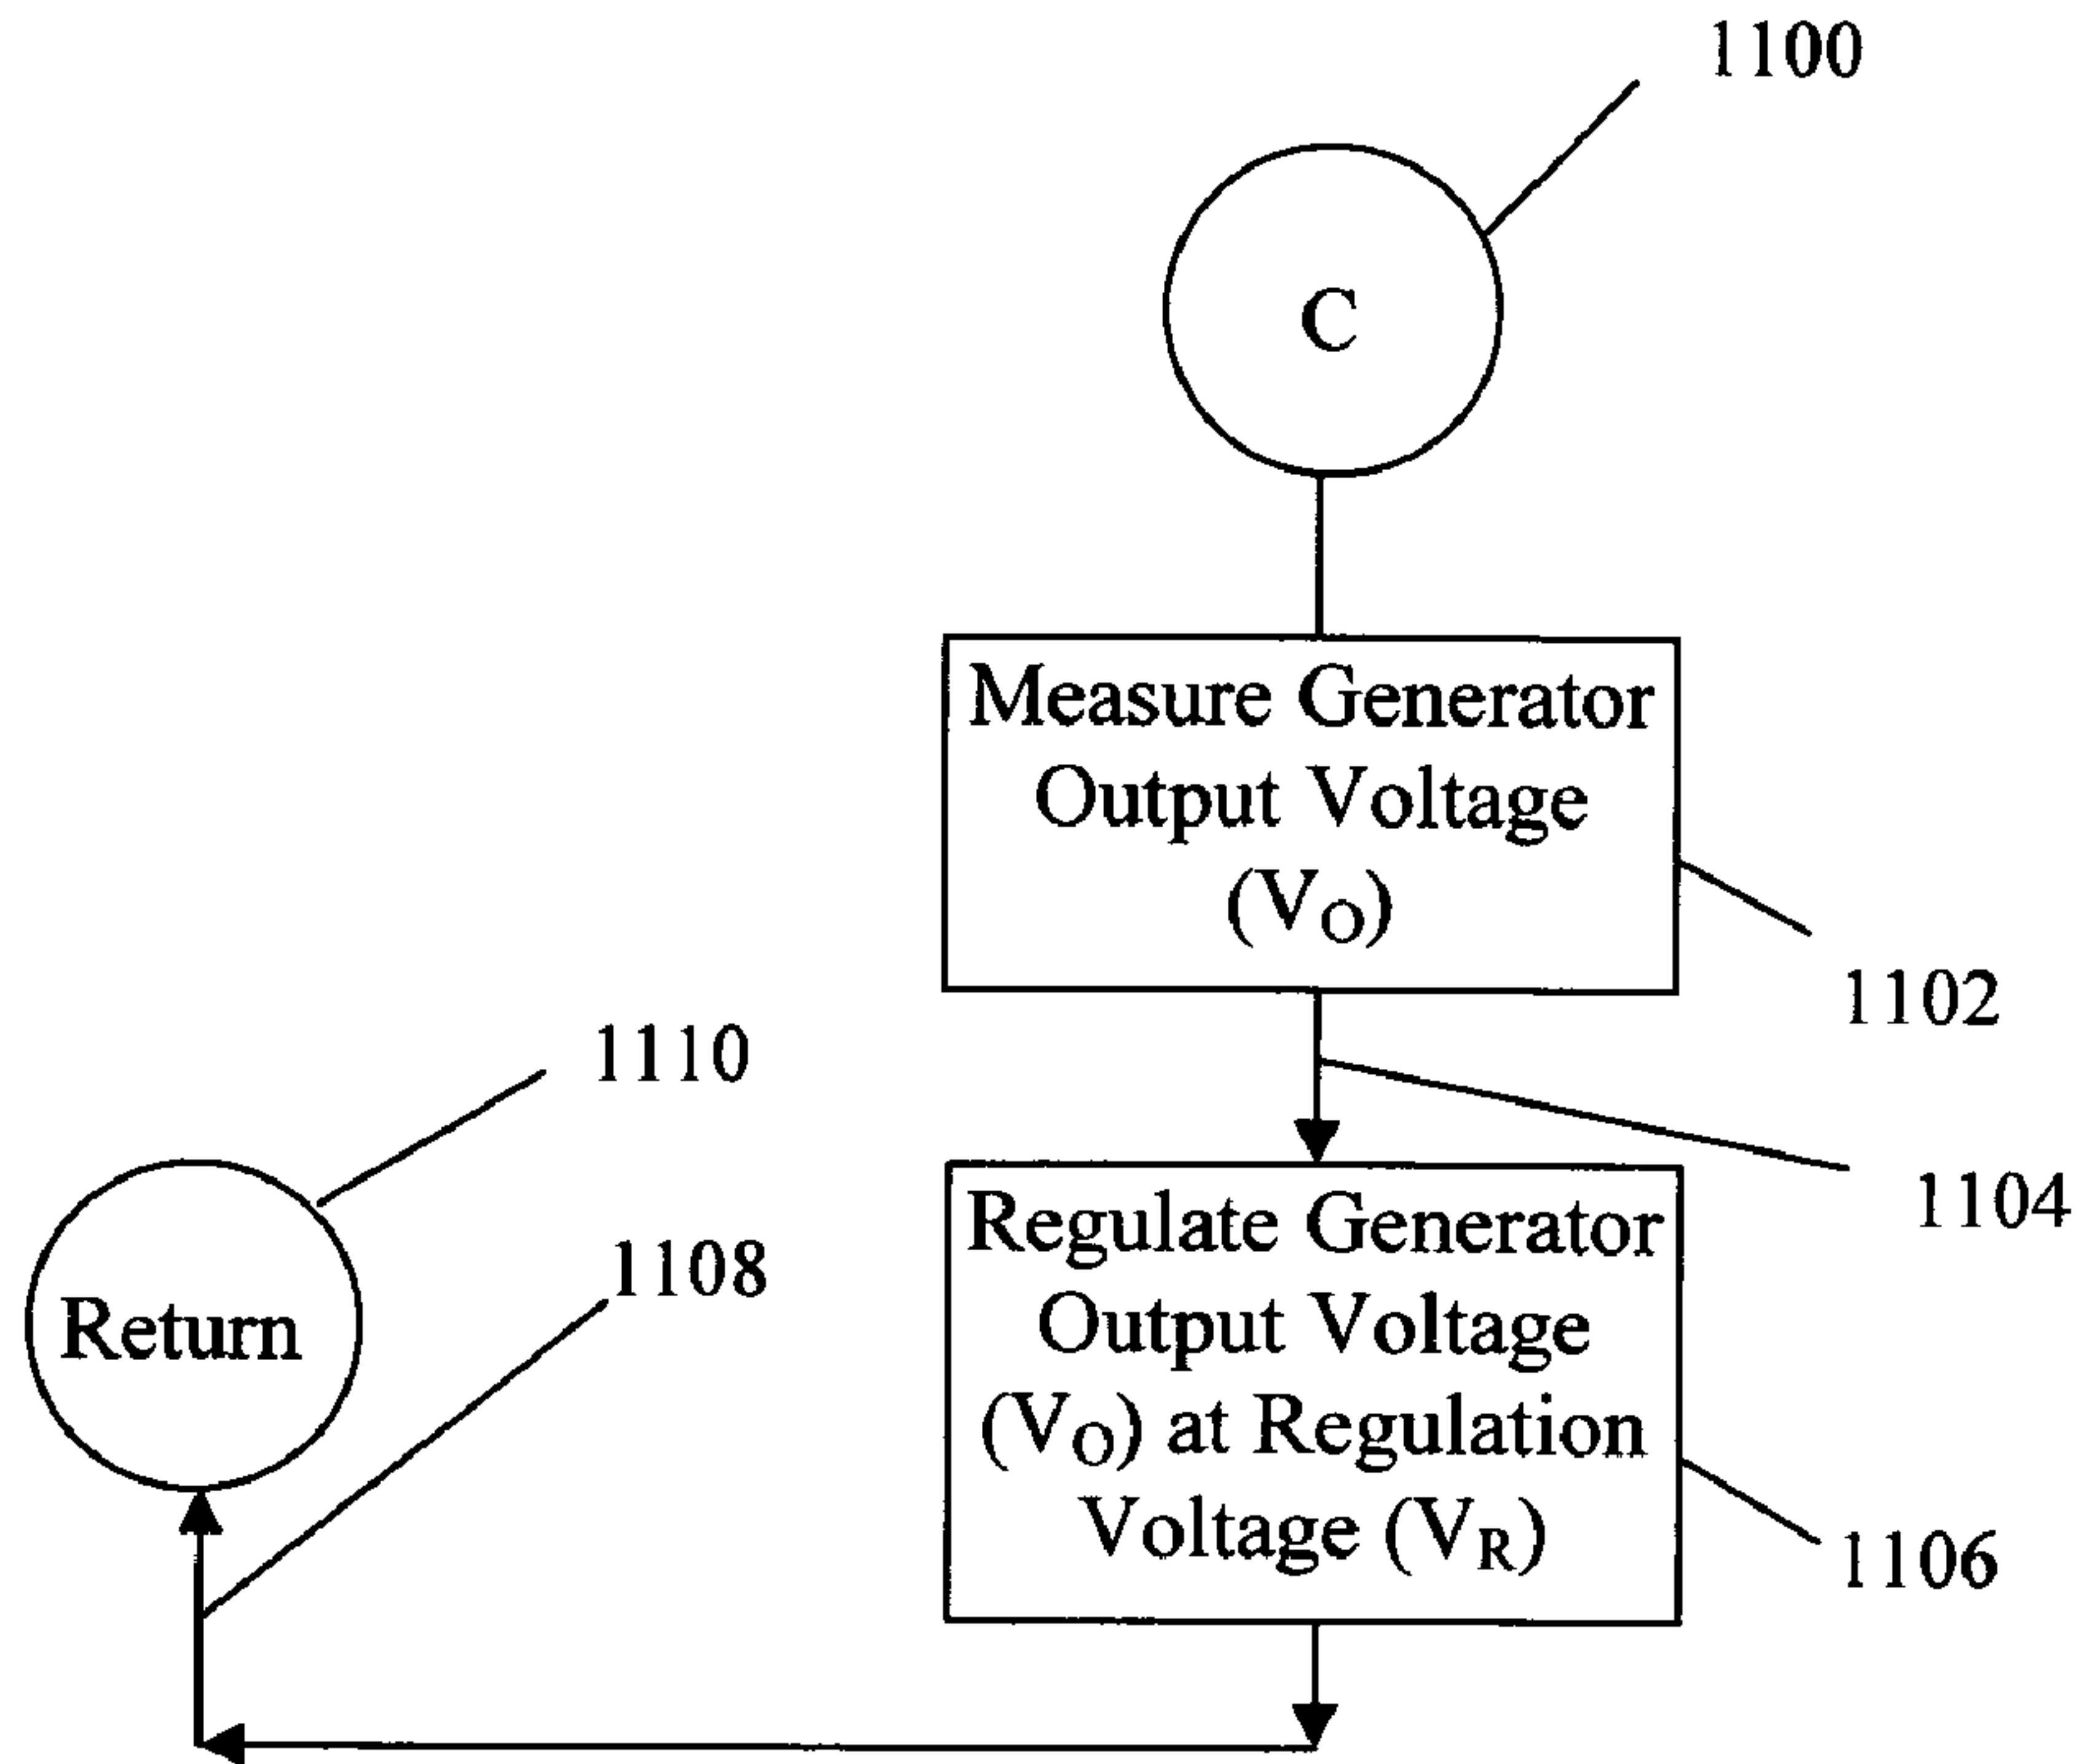 1100
C
Measure Generator
Output Voltage
(VO)
1102
1104
Regulate Generator
Output Voltage
(VO) at Regulation
Voltage (VR)
1106
1108
1110
Return